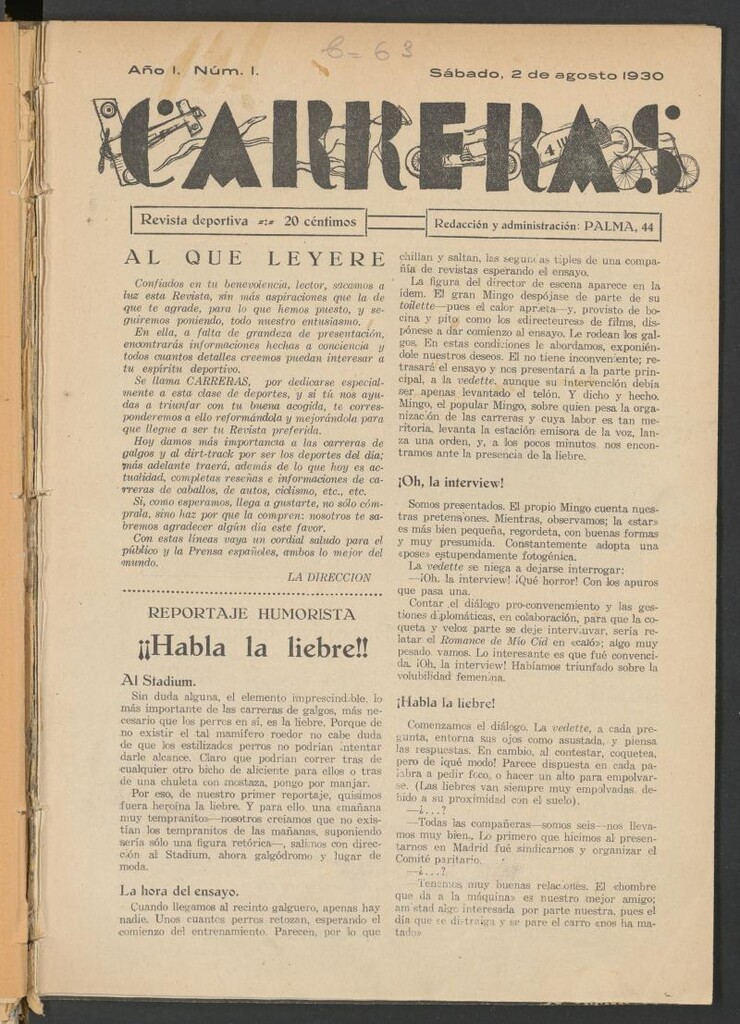 6-63
Año I. Núm. I.
Sábado, 2 de agosto 1930
CARRERAS
Revista deportiva -:- 20 céntimos
Redacción y administración: PALMA, 44
AL QUE LEYERE
Confiados en tu benevolencia, lector, sacamos a
luz esta Revista, sin más aspiraciones que la de
que te agrade, para lo que hemos puesto, y se-
guiremos poniendo, todo nuestro entusiasmo.
En ella, a falta de grandeza de presentación,
encontrarás informaciones hechas a conciencia y
todos cuantos detalles creemos puedan interesar a
tu espíritu deportivo.
Se llama CARRERAS, por dedicarse especial-
mente a esta clase de deportes, y si tú nos ayu-
das a triunfar con tu buena acogida, te corres-
ponderemos a ello reformándola y mejorándola para
que llegue a ser tu Revista preferida.
Hoy damos más importancia a las carreras de
galgos y al dirt-track por ser los deportes del día;
más adelante traerá, además de lo que hoy es ac-
tualidad, completas reseñas e informaciones de ca-
rreras de caballos, de autos, ciclismo, etc., etc.
Si, como esperamos, llega a gustarte, no sólo cóm-
prala, sino haz por que la compren: nosotros te sa-
bremos agradecer algún día este favor.
Con estas líneas vaya un cordial saludo para el
público y la Prensa españoles, ambos lo mejor del
mundo.
LA DIRECCION
REPORTAJE HUMORISTA
¡¡Habla la liebre!!
Al Stadium.
Sin duda alguna, el elemento imprescindible, lo
más importante de las carreras de galgos, más ne-
cesario que los perros en sí, es la liebre. Porque de
no existir el tal mamífero roedor no cabe duda
de que los estilizados perros no podrían intentar
darle alcance. Claro que podrían correr tras de
cualquier otro bicho de aliciente para ellos o tras
de una chuleta con mostaza, pongo por manjar.
Por eso, de nuestro primer reportaje, quisimos
fuera heroína la liebre. Y para ello, una «mañana
muy tempranito»—nosotros creíamos que no exis-
tían los tempranitos de las mañanas, suponiendo
sería sólo una figura retórica—, salimos con direc-
ción al Stadium, ahora galgódromo y lugar de
moda.
La hora del ensayo.
Cuando llegamos al recinto galguero, apenas hay
nadie. Unos cuantos perros retozan, esperando el
comienzo del entrenamiento. Parecen, por lo que
chillan y saltan, las segundas tiples de una compa-
ñía de revistas esperando el ensayo.
La figura del director de escena aparece en la
ídem. El gran Mingo despójase de parte de su
toilette—pues el calor aprieta—y, provisto de bo-
cina y pito como los «directeurs» de films, dis-
pónese a dar comienzo al ensayo. Le rodean los gal-
gos. En estas condiciones le abordamos, exponién-
dole nuestros deseos. El no tiene inconveniente; re-
trasará el ensayo y nos presentará a la parte prin-
cipal, a la vedette, aunque su intervención debía
ser apenas levantado el telón. Y dicho y hecho.
Mingo, el popular Mingo, sobre quien pesa la orga-
nización de las carreras y cuya labor es tan me-
ritoria, levanta la estación emisora de la voz, lan-
za una orden, y, a los pocos minutos, nos encon-
tramos ante la presencia de la liebre.
¡Oh, la interview!
Somos presentados. El propio Mingo cuenta nues-
tras pretensiones. Mientras, observamos; la «star»
es más bien pequeña, regordeta, con buenas formas
y muy presumida. Constantemente adopta una
«pose» estupendamente fotogénica.
La vedette se niega a dejarse interrogar:
—¡Oh, la interview! ¡Qué horror! Con los apuros
que pasa una.
Contar el diálogo pro-convencmiento y las ges-
tiones diplomáticas, en colaboración, para que la co-
queta y veloz parte se deje interviuvar, sería re-
latar el Romance de Mío Cid en «caló»; algo muy
pesado, vamos. Lo interesante es que fué convenci-
da. ¡Oh, la interview! Habíamos triunfado sobre la
volubilidad femenina.
¡Habla la liebre!
Comenzamos el diálogo. La vedette, a cada pre-
gunta, entorna sus ojos como asustada, y piensa
las respuestas. En cambio, al contestar, coquetea,
pero de ¡qué modo! Parece dispuesta en cada pa-
labra a pedir foco, o hacer un alto para empolvar-
se. (Las liebres van siempre muy empolvadas, de-
bido a su proximidad con el suelo).
—¿...?
—Todas las compañeras—somos seis—nos lleva-
mos muy bien. Lo primero que hicimos al presen-
tarnos en Madrid fué sindicarnos y organizar el
Comité paritario.
—¿...?
—Tenemos muy buenas relaciones. El «hombre
que da a la máquina» es nuestro mejor amigo;
amistad algo interesada por parte nuestra, pues el
día que se distraiga y se pare el carro «nos ha ma-
tado»